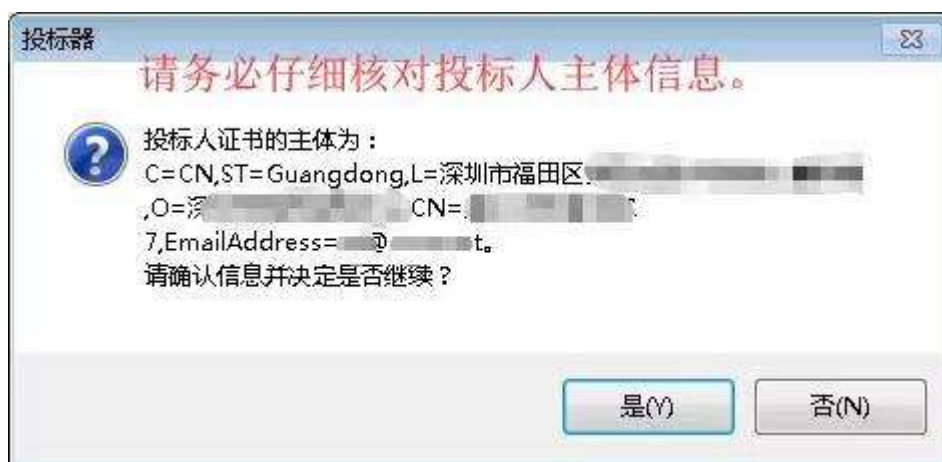 投标器
请务必仔细核对投标人主体信息。
投标人证书的主体为：
C=CN,ST=Guangdong,L=深圳市福田区
,O=深 CN=
7,EmailAddress= @ t。
请确认信息并决定是否继续？
是(Y) 否(N)